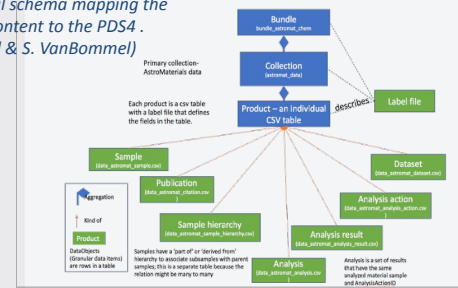 l schema mapping the
ontent to the PDS4 .
& S. VanBommel)
Bundle
bundle_astromat_chem
Primary collection-
AstroMaterials data
Collection
(astromat_data)
Each product is a csv table
with a label file that defines
the fields in the table.
Product – an individual
CSV table
describes
Label file
Sample
(data_astromat_sample.csv)
Dataset
(data_astromat_dataset.csv)
Publication
(data_astromat_citation.csv
)
Analysis action
(data_astromat_analysis_action.csv
)
Aggregation
Kind of
Product
DataObjects
(Granular data items)
are rows in a table
Sample hierarchy
(data_astromat_sample_hierarchy.csv)
Analysis result
(data_astromat_analysis_result.csv)
Samples have a 'part of' or 'derived from'
hierarchy to associate subsamples with parent
samples; this is a separate table because the
relation might be many to many
Analysis
(data_astromat_analysis.csv
)
Analysis is a set of results
that have the same
analyzed material sample
and AnalysisActionID